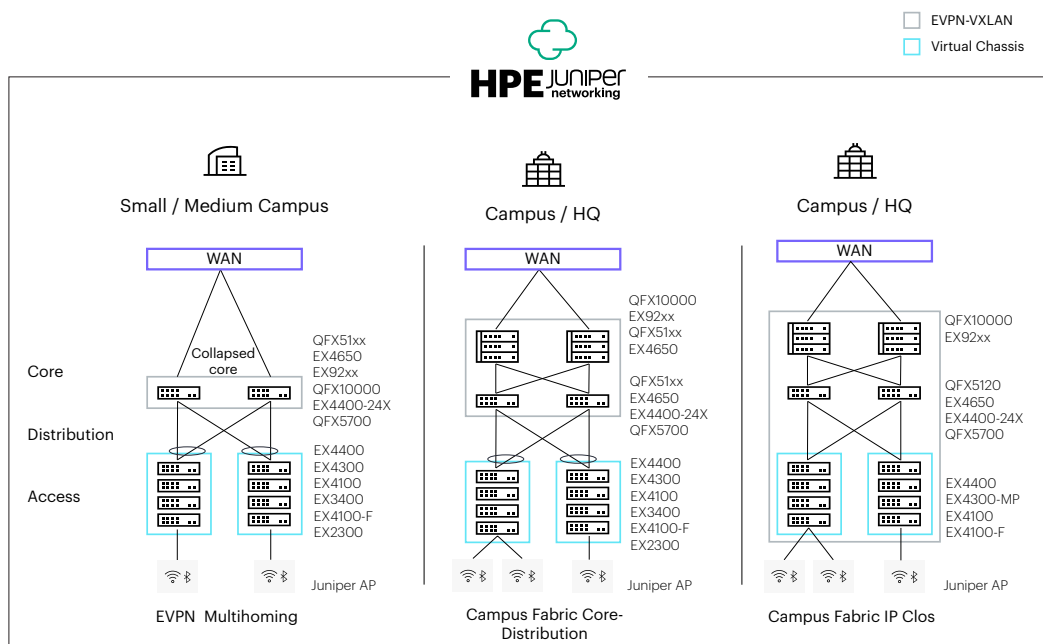 EVPN-VXLAN
Virtual Chassis
HPE JUNIPER
networking
Small / Medium Campus
Campus / HQ
Campus / HQ
WAN
WAN
WAN
Core
Distribution
Access
Collapsed
core
QFX51xx
EX4650
EX92xx
QFX10000
EX4400-24X
QFX5700
EX4400
EX4300
EX4100
EX3400
EX4100-F
EX2300
Juniper AP
EVPN Multihoming
QFX10000
EX92xx
QFX51xx
EX4650
QFX51xx
EX4650
EX4400-24X
QFX5700
EX4400
EX4300
EX4100
EX3400
EX4100-F
EX2300
Juniper AP
Campus Fabric Core-
Distribution
QFX10000
EX92xx
QFX5120
EX4650
EX4400-24X
QFX5700
EX4400
EX4300-MP
EX4100
EX4100-F
Juniper AP
Campus Fabric IP Clos